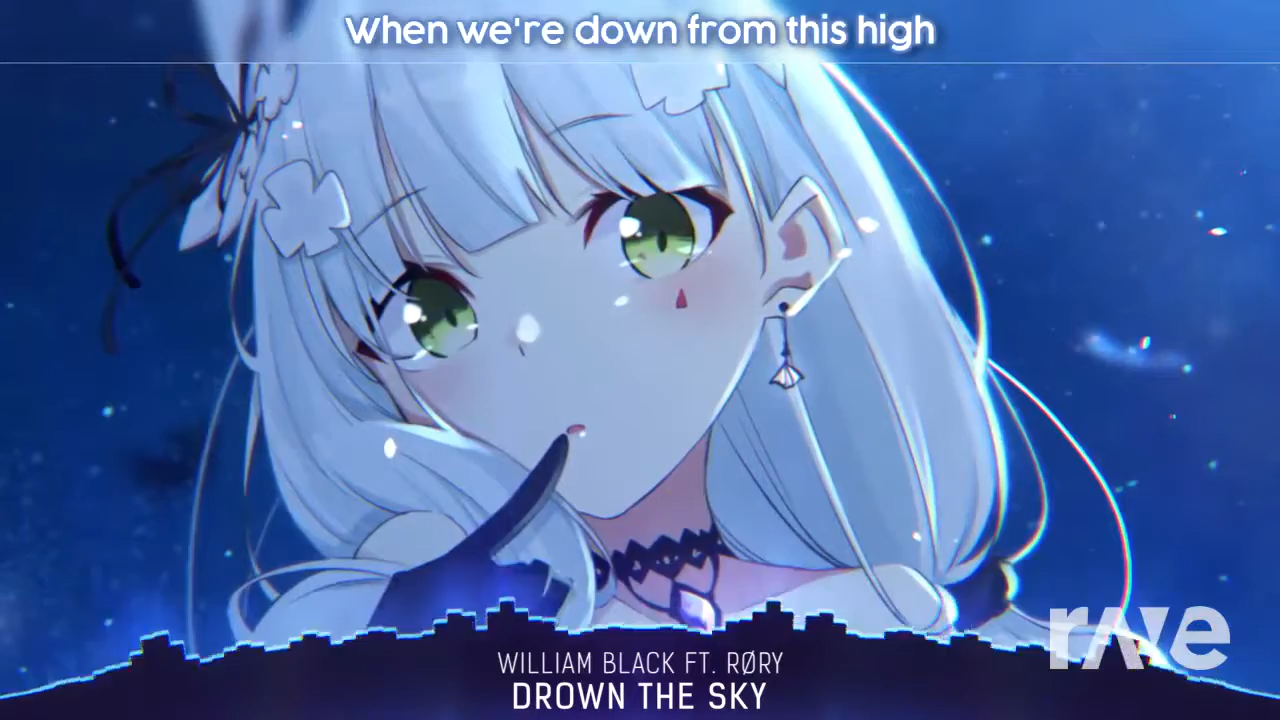 When we're down from this high
rave
WILLIAM BLACK FT. RØRY
DROWN THE SKY